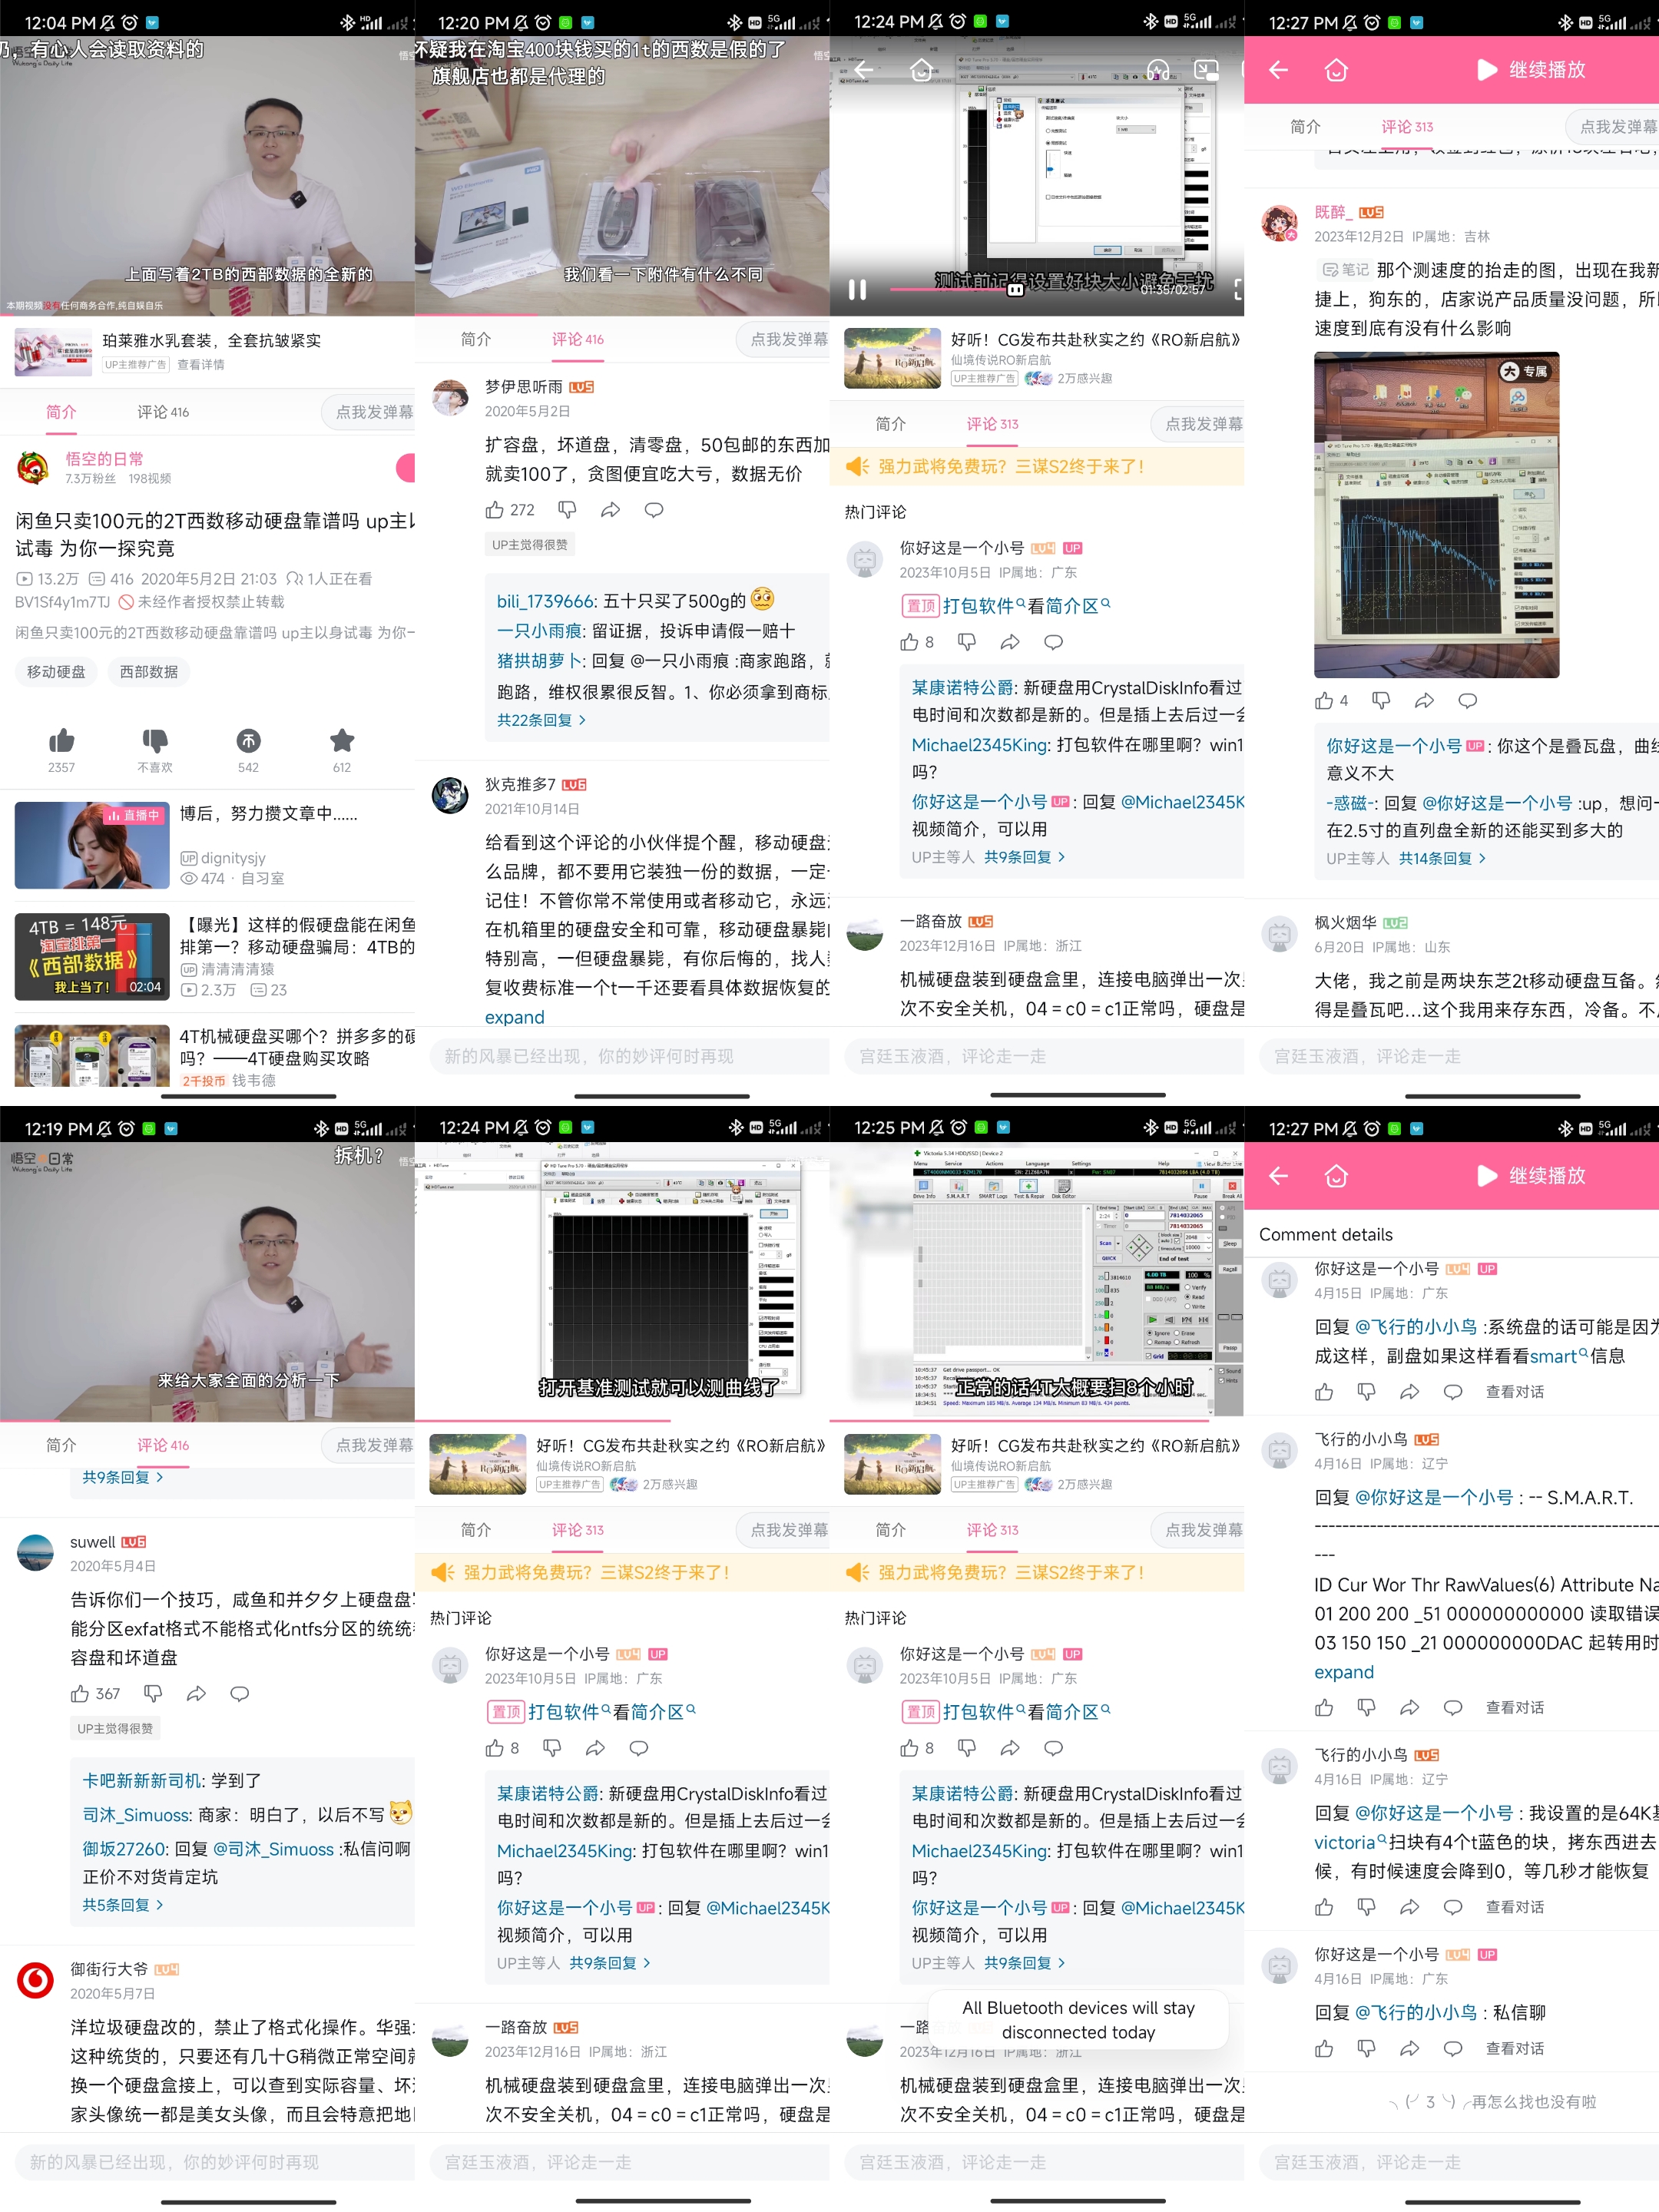 12:04 PM
有心人会读取资料的
悟空的日常
Wukong's Daily Life
上面写着2TB的西部数据的全新的
本期视频没有任何商务合作,纯自娱自乐
珀莱雅水乳套装，全套抗皱紧实
UP主推荐广告 查看详情
简介 评论 416 点我发弹幕
悟空的日常
7.3万粉丝 198视频
闲鱼只卖100元的2T西数移动硬盘靠谱吗 up主以
试毒 为你一探究竟
13.2万 416 2020年5月2日 21:03 1人正在看
BV1Sf4y1m7TJ 未经作者授权禁止转载
闲鱼只卖100元的2T西数移动硬盘靠谱吗 up主以身试毒 为你一
移动硬盘 西部数据
2357 不喜欢 542 612
直播中
博后，努力攒文章中......
UP dignitysjy
474 · 自习室
4TB = 148元
淘宝排第一
《西部数据》
我上当了！ 02:04
【曝光】这样的假硬盘能在闲鱼
排第一？移动硬盘骗局：4TB的
UP 清清清清猿
2.3万 23
4T机械硬盘买哪个？拼多多的硬
吗？——4T硬盘购买攻略
2千投币 钱韦德
12:20 PM
怀疑我在淘宝400块钱买的1t的西数是假的了
旗舰店也都是代理的
我们看一下附件有什么不同
简介 评论 416 点我发弹幕
梦伊思听雨 LV5
2020年5月2日
扩容盘，坏道盘，清零盘，50包邮的东西加
就卖100了，贪图便宜吃大亏，数据无价
272
UP主觉得很赞
bili_1739666: 五十只买了500g的
一只小雨痕: 留证据，投诉申请假一赔十
猪拱胡萝卜: 回复 @一只小雨痕 :商家跑路，
跑路，维权很累很反智。1、你必须拿到商标
共22条回复
狄克推多7 LV6
2021年10月14日
给看到这个评论的小伙伴提个醒，移动硬盘
么品牌，都不要用它装独一份的数据，一定
记住！不管你常不常使用或者移动它，永远
在机箱里的硬盘安全和可靠，移动硬盘暴毙
特别高，一但硬盘暴毙，有你后悔的，找人
复收费标准一个t一千还要看具体数据恢复的
expand
新的风暴已经出现，你的妙评何时再现
12:24 PM
测试前记得设置好块大小避免干扰
01:38/02:57
好听！CG发布共赴秋实之约《RO新启航》
仙境传说RO新启航
UP主推荐广告 2万感兴趣
简介 评论 313 点我发弹幕
强力武将免费玩？三谋S2终于来了！
热门评论
你好这是一个小号 LV4 UP
2023年10月5日 IP属地：广东
置顶 打包软件看简介区
8
某康诺特公爵: 新硬盘用CrystalDiskInfo看过
电时间和次数都是新的。但是插上去后过一会
Michael2345King: 打包软件在哪里啊？win1
吗？
你好这是一个小号 UP : 回复 @Michael2345K
视频简介，可以用
UP主等人 共9条回复
一路奋放 LV5
2023年12月16日 IP属地：浙江
机械硬盘装到硬盘盒里，连接电脑弹出一次
次不安全关机，04＝c0＝c1正常吗，硬盘是
宫廷玉液酒，评论走一走
12:27 PM
继续播放
简介 评论 313 点我发弹幕
既醉_ LV5
2023年12月2日 IP属地：吉林
笔记 那个测速度的抬走的图，出现在我新
捷上，狗东的，店家说产品质量没问题，所以
速度到底有没有什么影响
专属
4
你好这是一个小号 UP : 你这个是叠瓦盘，曲线
意义不大
-惑磁-: 回复 @你好这是一个小号 :up，想问一
在2.5寸的直列盘全新的还能买到多大的
UP主等人 共14条回复
枫火烟华 LV2
6月20日 IP属地：山东
大佬，我之前是两块东芝2t移动硬盘互备。
得是叠瓦吧...这个我用来存东西，冷备。不
宫廷玉液酒，评论走一走
12:19 PM
悟空的日常
Wukong's Daily Life
拆机？
来给大家全面的分析一下
简介 评论 416 点我发弹幕
共9条回复
suwell LV6
2020年5月4日
告诉你们一个技巧，咸鱼和并夕夕上硬盘盘
能分区exfat格式不能格式化ntfs分区的统统
容盘和坏道盘
367
UP主觉得很赞
卡吧新新新司机: 学到了
司沐_Simuoss: 商家：明白了，以后不写
御坂27260: 回复 @司沐_Simuoss :私信问啊
正价不对货肯定坑
共5条回复
御街行大爷 LV4
2020年5月7日
洋垃圾硬盘改的，禁止了格式化操作。华强
这种统货的，只要还有几十G稍微正常空间就
换一个硬盘盒接上，可以查到实际容量、坏
家头像统一都是美女头像，而且会特意把地
新的风暴已经出现，你的妙评何时再现
12:24 PM
打开基准测试就可以测曲线了
好听！CG发布共赴秋实之约《RO新启航》
仙境传说RO新启航
UP主推荐广告 2万感兴趣
简介 评论 313 点我发弹幕
强力武将免费玩？三谋S2终于来了！
热门评论
你好这是一个小号 LV4 UP
2023年10月5日 IP属地：广东
置顶 打包软件看简介区
8
某康诺特公爵: 新硬盘用CrystalDiskInfo看过
电时间和次数都是新的。但是插上去后过一会
Michael2345King: 打包软件在哪里啊？win1
吗？
你好这是一个小号 UP : 回复 @Michael2345K
视频简介，可以用
UP主等人 共9条回复
一路奋放 LV5
2023年12月16日 IP属地：浙江
机械硬盘装到硬盘盒里，连接电脑弹出一次
次不安全关机，04＝c0＝c1正常吗，硬盘是
宫廷玉液酒，评论走一走
12:25 PM
Victoria 5.34 HDD/SSD | Device 2
Menu Service Actions Language Settings Help
Drive Info S.M.A.R.T SMART Logs Test & Repair Disk Editor Pause Break All
正常的话4T大概要扫8个小时
Speed: Maximum 185 MB/s. Average 134 MB/s. Minimum 83 MB/s. 434 points.
好听！CG发布共赴秋实之约《RO新启航》
仙境传说RO新启航
UP主推荐广告 2万感兴趣
简介 评论 313 点我发弹幕
强力武将免费玩？三谋S2终于来了！
热门评论
你好这是一个小号 LV4 UP
2023年10月5日 IP属地：广东
置顶 打包软件看简介区
8
某康诺特公爵: 新硬盘用CrystalDiskInfo看过
电时间和次数都是新的。但是插上去后过一会
Michael2345King: 打包软件在哪里啊？win1
吗？
你好这是一个小号 UP : 回复 @Michael2345K
视频简介，可以用
UP主等人 共9条回复
All Bluetooth devices will stay
disconnected today
一路
2023年12月16日 IP属地：浙江
机械硬盘装到硬盘盒里，连接电脑弹出一次
次不安全关机，04＝c0＝c1正常吗，硬盘是
宫廷玉液酒，评论走一走
12:27 PM
继续播放
Comment details
你好这是一个小号 LV4 UP
4月15日 IP属地：广东
回复 @飞行的小小鸟 :系统盘的话可能是因为
成这样，副盘如果这样看看smart信息
查看对话
飞行的小小鸟 LV5
4月16日 IP属地：辽宁
回复 @你好这是一个小号 : -- S.M.A.R.T.
--------------------------------------------------
---
ID Cur Wor Thr RawValues(6) Attribute Na
01 200 200 _51 000000000000 读取错误
03 150 150 _21 000000000DAC 起转用时
expand
查看对话
飞行的小小鸟 LV5
4月16日 IP属地：辽宁
回复 @你好这是一个小号 : 我设置的是64K
victoria扫块有4个t蓝色的块，拷东西进去
候，有时候速度会降到0，等几秒才能恢复
查看对话
你好这是一个小号 LV4 UP
4月16日 IP属地：广东
回复 @飞行的小小鸟 : 私信聊
查看对话
╮(╯3╰)╭再怎么找也没有啦
宫廷玉液酒，评论走一走